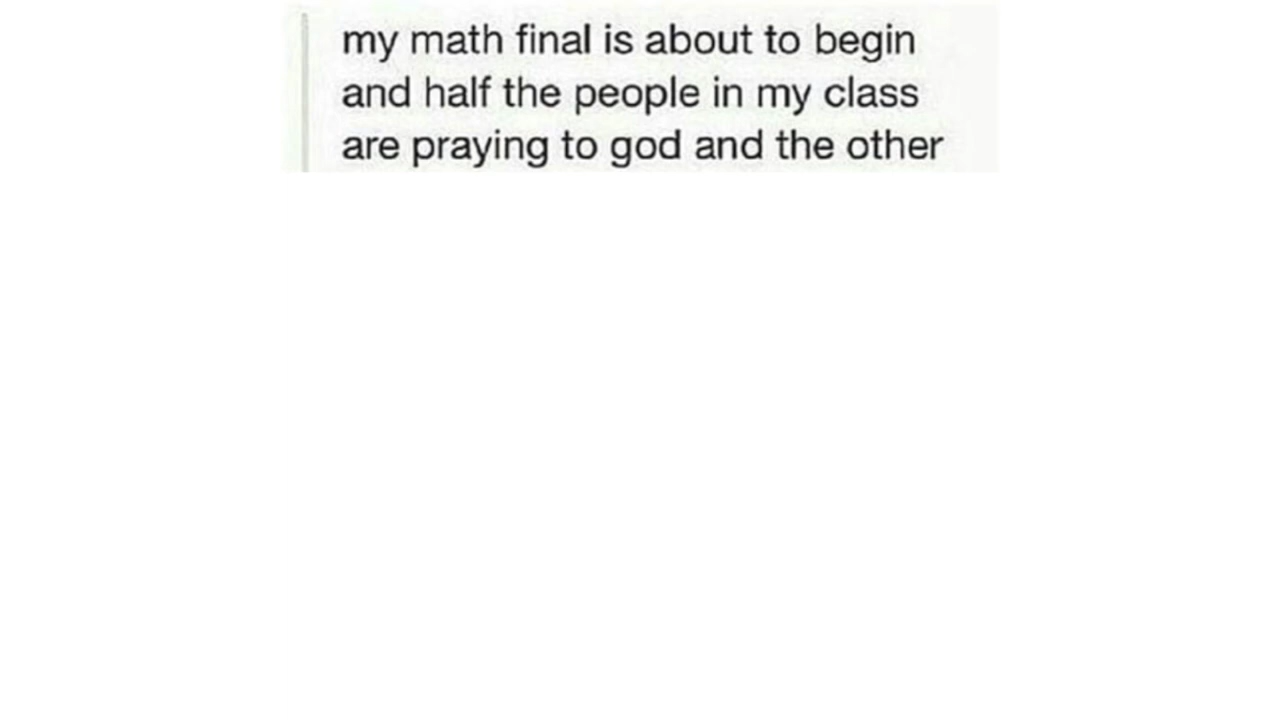 my math final is about to begin
and half the people in my class
are praying to god and the other